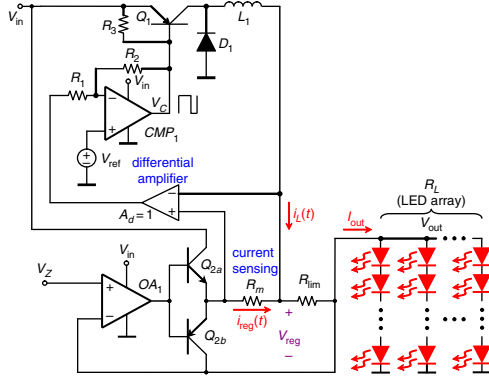 V_in
Q_1
L_1
R_3
D_1
R_2
R_1
V_in
V_C
−
+
CMP_1
V_ref
+
−
differential
amplifier
−
+
A_d = 1
i_L(t)
R_L
(LED array)
I_out
V_out
current
sensing
V_Z
V_in
Q_2a
R_m
R_lim
+
OA_1
−
i_reg(t)
+
V_reg
−
Q_2b